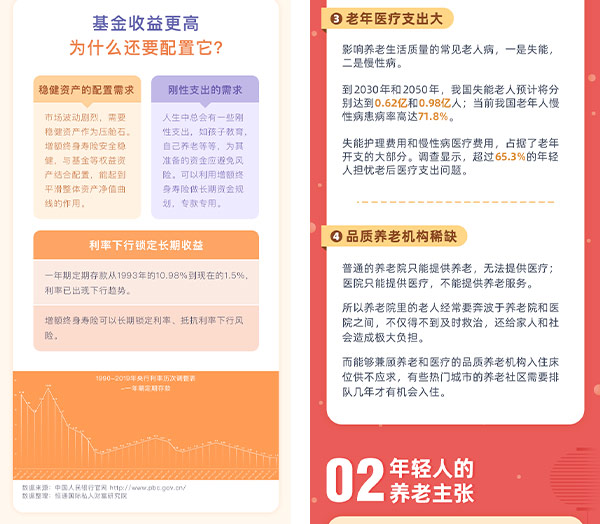 基金收益更高
为什么还要配置它？
稳健资产的配置需求
市场波动剧烈，需要
稳健资产作为压舱石。
增额终身寿险安全稳
健，与基金等权益资
产结合配置，能起到
平滑整体资产净值曲
线的作用。
刚性支出的需求
人生中总会有一些刚
性支出，如孩子教育，
自己养老等等，为其
准备的资金应避免风
险。可以利用增额终
身寿险做长期资金规
划，专款专用。
利率下行锁定长期收益
一年期定期存款从1993年的10.98%到现在的1.5%，
利率已出现下行趋势。
增额终身寿险可以长期锁定利率、抵抗利率下行风
险。
1990-2019年央行利率历次调整表
一年期定期存款
数据来源：中国人民银行官网 http://www.pbc.gov.cn/
数据整理：恒通国际私人财富研究院
3 老年医疗支出大
影响养老生活质量的常见老人病，一是失能，
二是慢性病。
到2030年和2050年，我国失能老人预计将分
别达到0.62亿和0.98亿人；当前我国老年人慢
性病患病率高达71.8%。
失能护理费用和慢性病医疗费用，占据了老年
开支的大部分。调查显示，超过65.3%的年轻
人担忧老后医疗支出问题。
4 品质养老机构稀缺
普通的养老院只能提供养老，无法提供医疗；
医院只能提供医疗，不能提供养老服务。
所以养老院里的老人经常要奔波于养老院和医
院之间，不仅得不到及时救治，还给家人和社
会造成极大负担。
而能够兼顾养老和医疗的品质养老机构入住床
位供不应求，有些热门城市的养老社区需要排
队几年才有机会入住。
02 年轻人的
养老主张